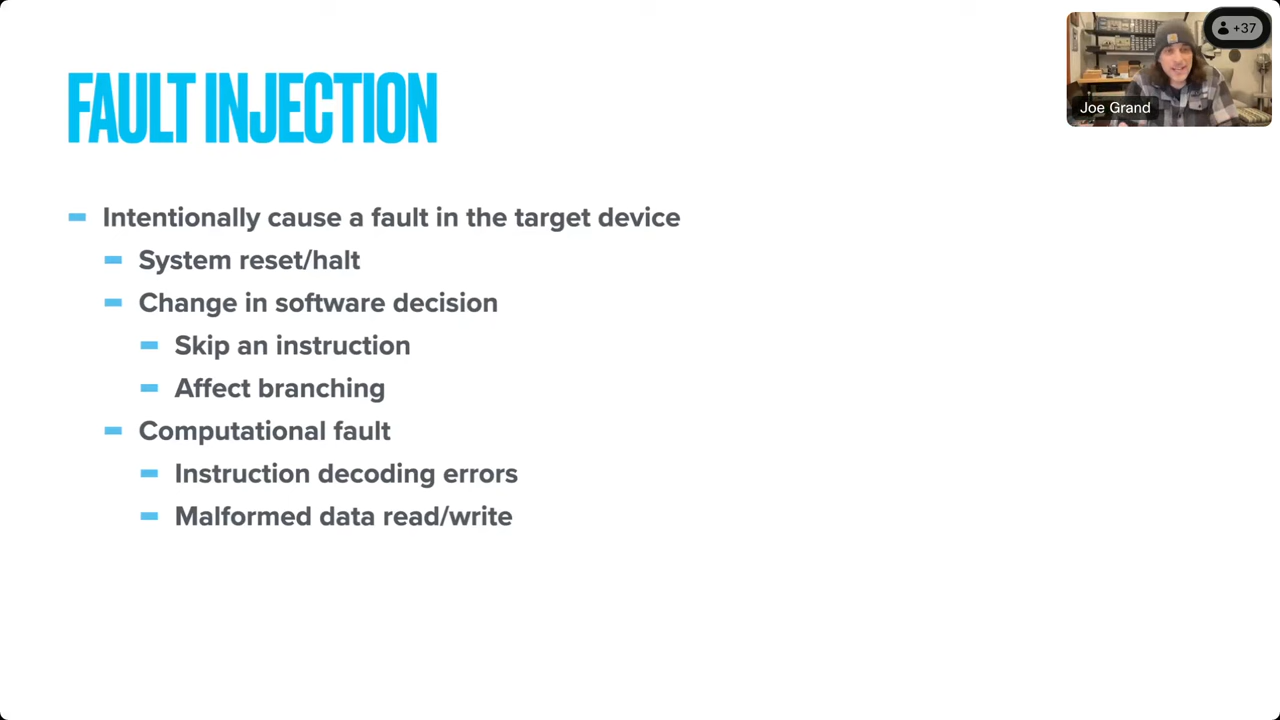 FAULT INJECTION
+37
Joe Grand
Intentionally cause a fault in the target device
System reset/halt
Change in software decision
Skip an instruction
Affect branching
Computational fault
Instruction decoding errors
Malformed data read/write